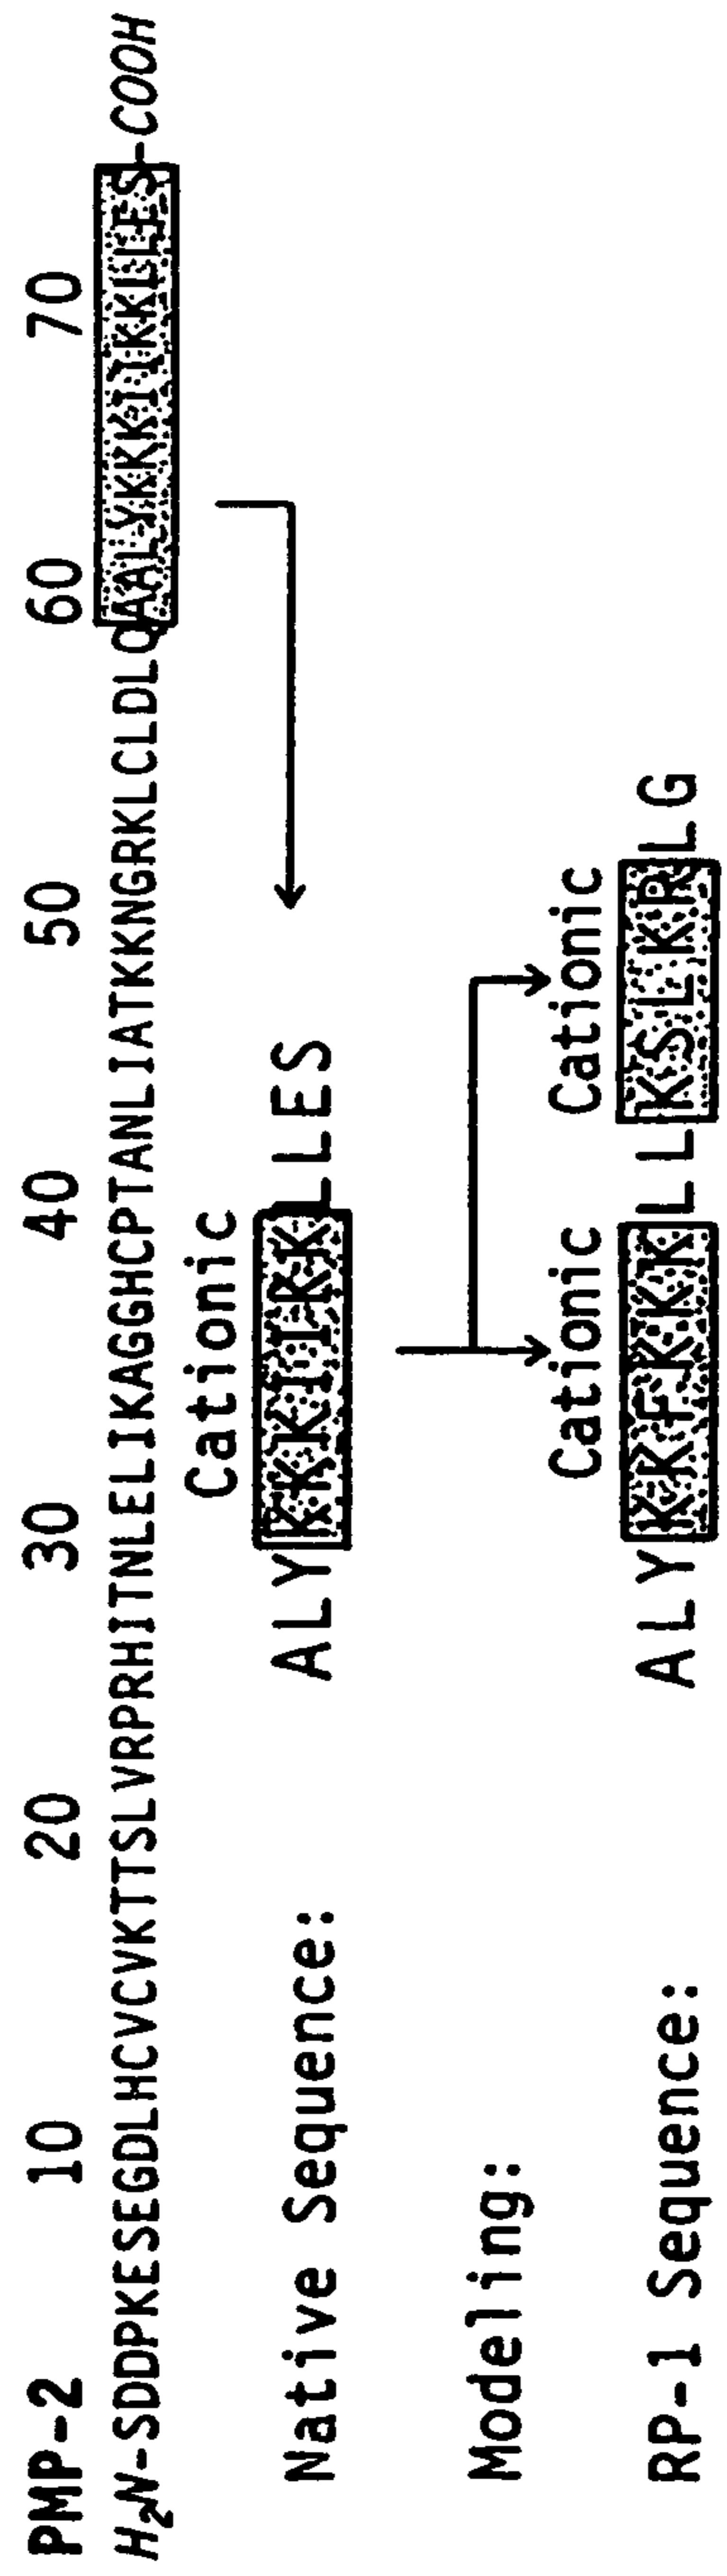 PMP-2 10 20 30 40 50 60 70
H2N-SDDPKESEGDLHCVCVKTTSLVRPRHITNLELIKAGGHCPTANLIATKKNGRKLCLDLQAALYKKKIIKKLLES-COOH
Cationic
Native Sequence: ALYKKKIIRKLLES
Modeling:
Cationic Cationic
RP-1 Sequence: ALYKKFKKKLLKSLKRLG